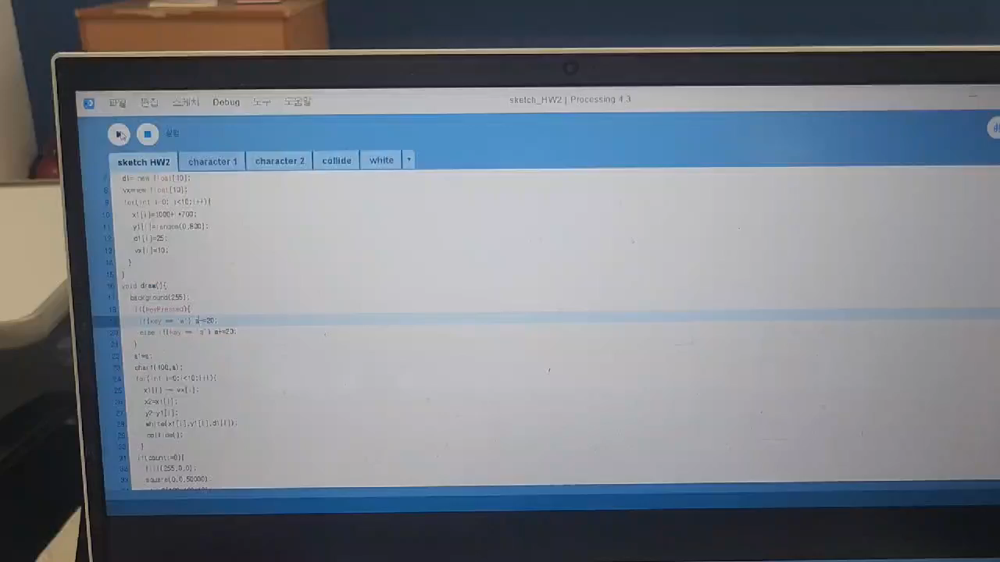 파일 편집 스케치 Debug 도구 도움말
sketch_HW2 | Processing 4.3
실행
sketch HW2 character 1 character 2 collide white
7 d1= new float[10];
8 vx=new float[10];
9 for(int i=0; i<10;i++){
10 x1[i]=1000+i*700;
11 y1[i]=random(0,800);
12 d1[i]=25;
13 vx[i]=10;
14 }
15 }
16 void draw(){
17 background(255);
18 if(keyPressed){
19 if(key == 'w') a-=20;
20 else if(key == 's') a+=20;
21 }
22
23 char1(100,a);
24 for(int i=0;i<10;i++){
25 x1[i] -= vx[i];
26 x2=x1[i];
27 y2=y1[i];
28 white(x1[i],y1[i],d1[i]);
29 collide();
30 }
31 if(count!=0){
32 fill(255,0,0);
33 square(0,0,50000);